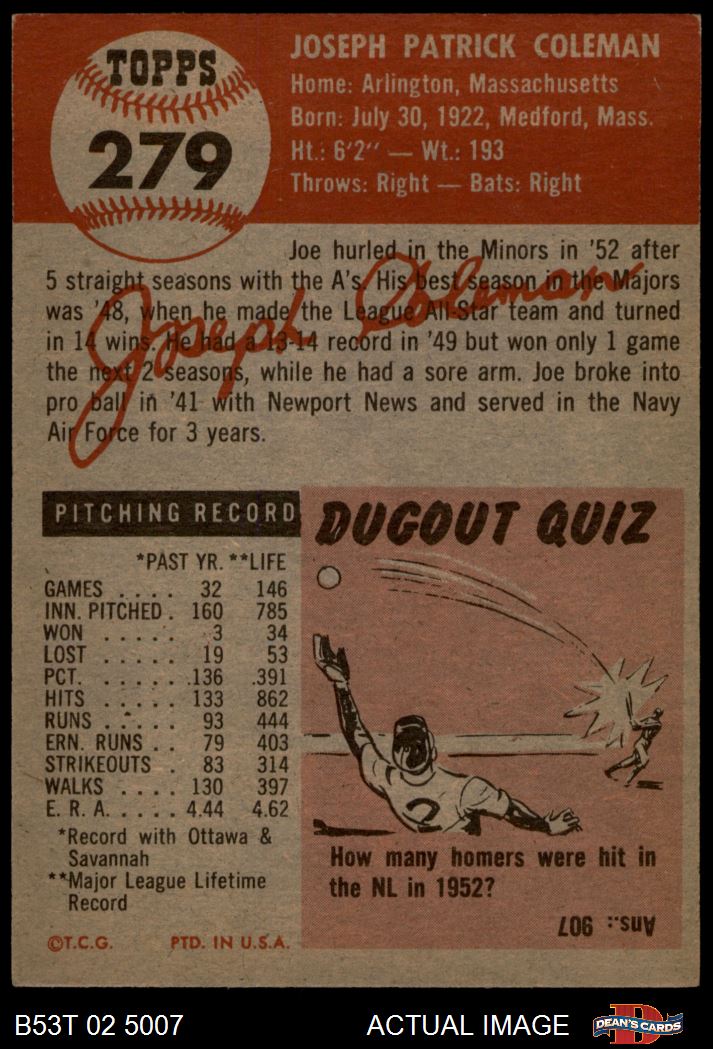 TOPPS
279
JOSEPH PATRICK COLEMAN
Home: Arlington, Massachusetts
Born: July 30, 1922, Medford, Mass.
Ht.: 6'2" — Wt.: 193
Throws: Right — Bats: Right
Joe hurled in the Minors in '52 after
5 straight seasons with the A's. His best season in the Majors
was '48, when he made the League All-Star team and turned
in 14 wins. He had a 13-14 record in '49 but won only 1 game
the next 2 seasons, while he had a sore arm. Joe broke into
pro ball in '41 with Newport News and served in the Navy
Air Force for 3 years.
Joseph Coleman
PITCHING RECORD
*PAST YR. **LIFE
GAMES . . . . 32 146
INN. PITCHED . 160 785
WON . . . . . 3 34
LOST . . . . . 19 53
PCT. . . . . . .136 .391
HITS . . . . . 133 862
RUNS . . . . . 93 444
ERN. RUNS . . 79 403
STRIKEOUTS . 83 314
WALKS . . . . 130 397
E. R. A. . . . . 4.44 4.62
*Record with Ottawa &
Savannah
**Major League Lifetime
Record
©T.C.G. PTD. IN U.S.A.
DUGOUT QUIZ
2
How many homers were hit in
the NL in 1952?
Ans.: 907
B53T 02 5007 ACTUAL IMAGE
D
DEAN'S CARDS